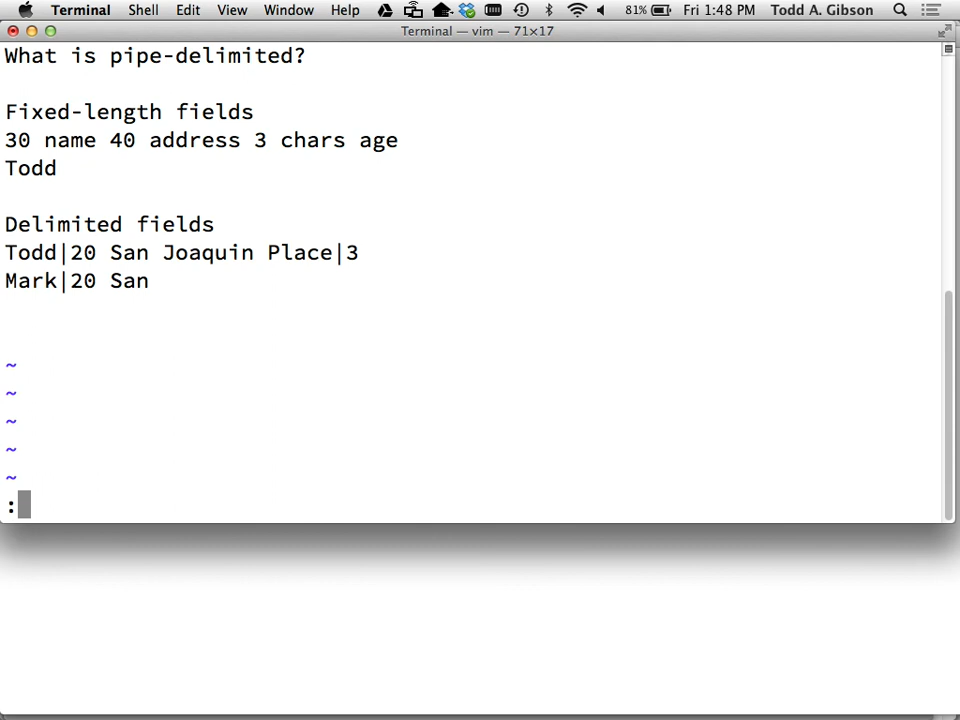 Terminal Shell Edit View Window Help 81% Fri 1:48 PM Todd A. Gibson
Terminal — vim — 71×17
What is pipe-delimited?
Fixed-length fields
30 name 40 address 3 chars age
Todd
Delimited fields
Todd|20 San Joaquin Place|3
Mark|20 San
~
~
~
~
~
: